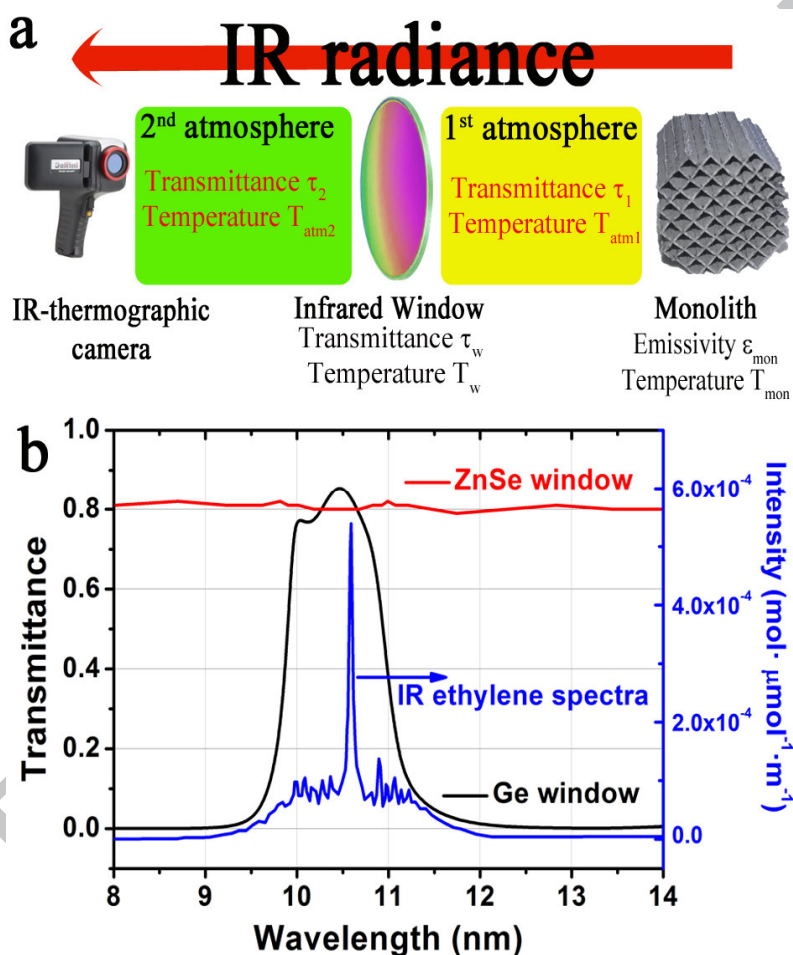 a
IR radiance
2nd atmosphere
Transmittance τ2
Temperature Tatm2
1st atmosphere
Transmittance τ1
Temperature Tatm1
IR-thermographic
camera
Infrared Window
Transmittance τw
Temperature Tw
Monolith
Emissivity εmon
Temperature Tmon
b
Transmittance
1.0
0.8
0.6
0.4
0.2
0.0
ZnSe window
IR ethylene spectra
Ge window
6.0x10-4
4.0x10-4
2.0x10-4
0.0
Intensity (mol· μmol-1·m-1)
8 9 10 11 12 13 14
Wavelength (nm)